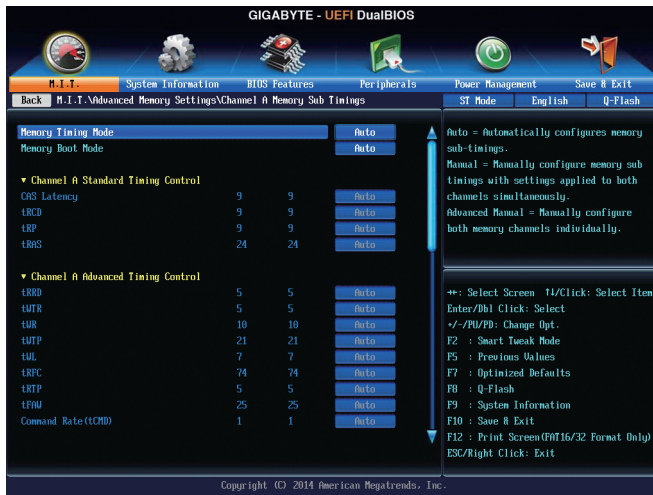 GIGABYTE - UEFI DualBIOS
M.I.T. System Information BIOS Features Peripherals Power Management Save & Exit
Back M.I.T.\Advanced Memory Settings\Channel A Memory Sub Timings ST Mode English Q-Flash
Memory Timing Mode Auto
Memory Boot Mode Auto
▼ Channel A Standard Timing Control
CAS Latency 9 9 Auto
tRCD 9 9 Auto
tRP 9 9 Auto
tRAS 24 24 Auto
▼ Channel A Advanced Timing Control
tRRD 5 5 Auto
tWTR 5 5 Auto
tWR 10 10 Auto
tWTP 21 21 Auto
tWL 7 7 Auto
tRFC 74 74 Auto
tRTP 5 5 Auto
tFAW 25 25 Auto
Command Rate(tCMD) 1 1 Auto
Auto = Automatically configures memory
sub-timings.
Manual = Manually configure memory sub
timings with settings applied to both
channels simultaneously.
Advanced Manual = Manually configure
both memory channels individually.
→←: Select Screen ↑↓/Click: Select Item
Enter/Dbl Click: Select
+/-/PU/PD: Change Opt.
F2 : Smart Tweak Mode
F5 : Previous Values
F7 : Optimized Defaults
F8 : Q-Flash
F9 : System Information
F10 : Save & Exit
F12 : Print Screen(FAT16/32 Format Only)
ESC/Right Click: Exit
Copyright (C) 2014 American Megatrends, Inc.